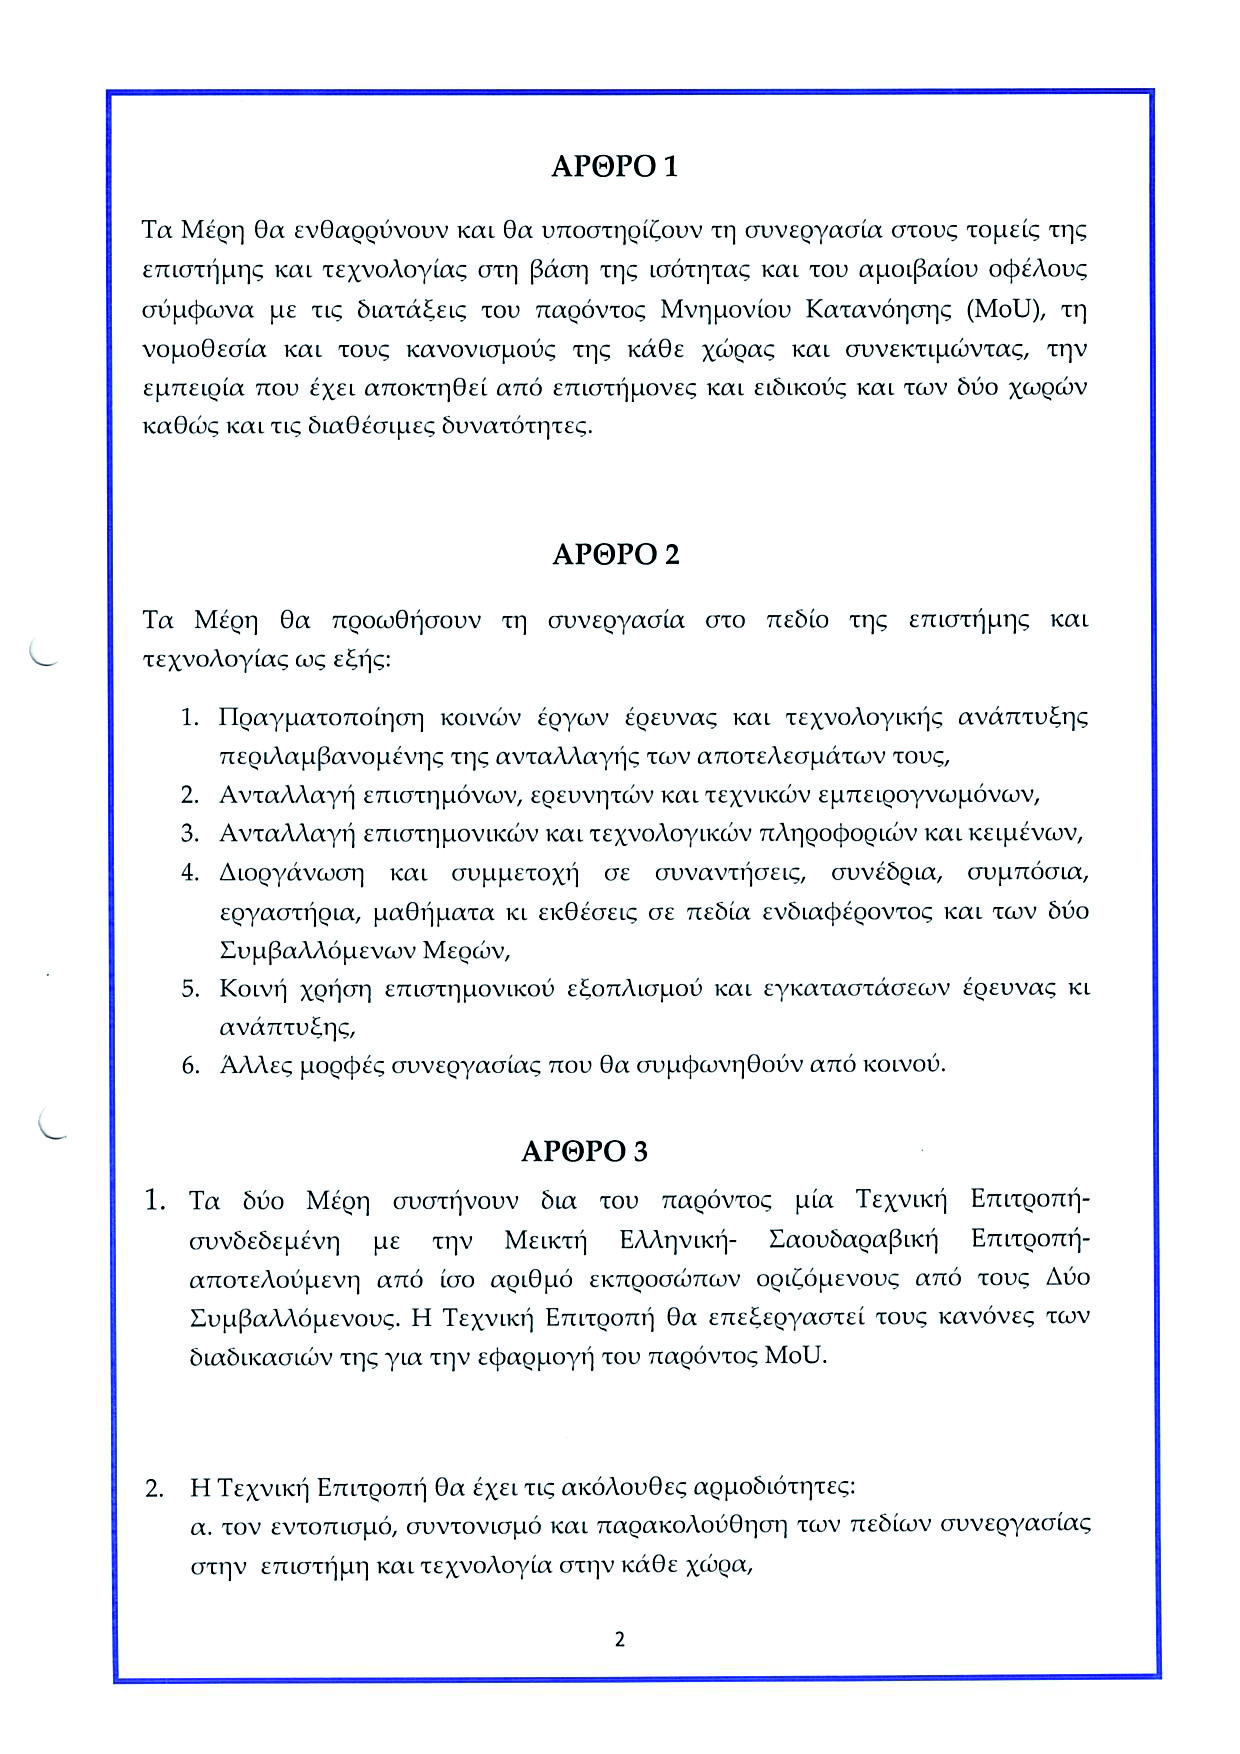 ΑΡΘΡΟ 1
Τα Μέρη θα ενθαρρύνουν και θα υποστηρίζουν τη συνεργασία στους τομείς της
επιστήμης και τεχνολογίας στη βάση της ισότητας και του αμοιβαίου οφέλους
σύμφωνα με τις διατάξεις του παρόντος Μνημονίου Κατανόησης (MoU), τη
νομοθεσία και τους κανονισμούς της κάθε χώρας και συνεκτιμώντας, την
εμπειρία που έχει αποκτηθεί από επιστήμονες και ειδικούς και των δύο χωρών
καθώς και τις διαθέσιμες δυνατότητες.
ΑΡΘΡΟ 2
Τα Μέρη θα προωθήσουν τη συνεργασία στο πεδίο της επιστήμης και
τεχνολογίας ως εξής:
1. Πραγματοποίηση κοινών έργων έρευνας και τεχνολογικής ανάπτυξης
περιλαμβανομένης της ανταλλαγής των αποτελεσμάτων τους,
2. Ανταλλαγή επιστημόνων, ερευνητών και τεχνικών εμπειρογνωμόνων,
3. Ανταλλαγή επιστημονικών και τεχνολογικών πληροφοριών και κειμένων,
4. Διοργάνωση και συμμετοχή σε συναντήσεις, συνέδρια, συμπόσια,
εργαστήρια, μαθήματα κι εκθέσεις σε πεδία ενδιαφέροντος και των δύο
Συμβαλλόμενων Μερών,
5. Κοινή χρήση επιστημονικού εξοπλισμού και εγκαταστάσεων έρευνας κι
ανάπτυξης,
6. Άλλες μορφές συνεργασίας που θα συμφωνηθούν από κοινού.
ΑΡΘΡΟ 3
1. Τα δύο Μέρη συστήνουν δια του παρόντος μία Τεχνική Επιτροπή-
συνδεδεμένη με την Μεικτή Ελληνική- Σαουδαραβική Επιτροπή-
αποτελούμενη από ίσο αριθμό εκπροσώπων οριζόμενους από τους Δύο
Συμβαλλόμενους. Η Τεχνική Επιτροπή θα επεξεργαστεί τους κανόνες των
διαδικασιών της για την εφαρμογή του παρόντος MoU.
2. Η Τεχνική Επιτροπή θα έχει τις ακόλουθες αρμοδιότητες:
α. τον εντοπισμό, συντονισμό και παρακολούθηση των πεδίων συνεργασίας
στην επιστήμη και τεχνολογία στην κάθε χώρα,
2